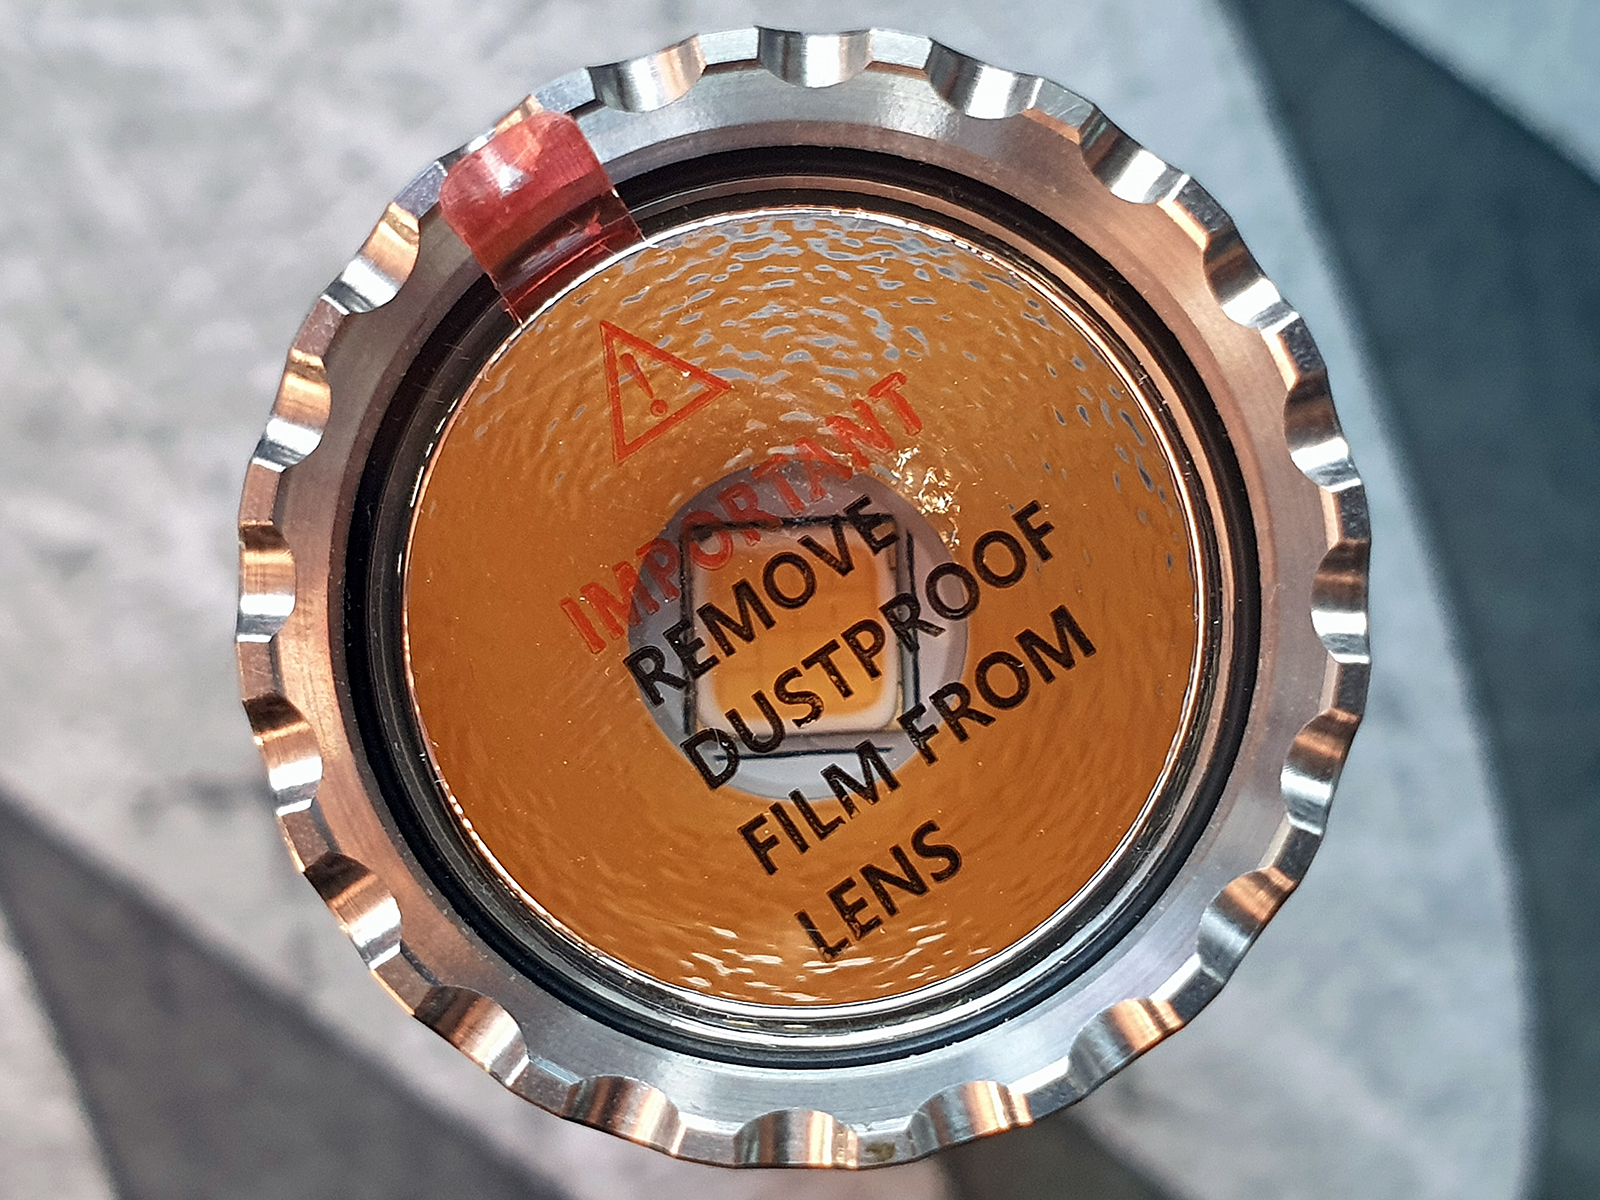 IMPORTANT
REMOVE
DUSTPROOF
FILM FROM
LENS